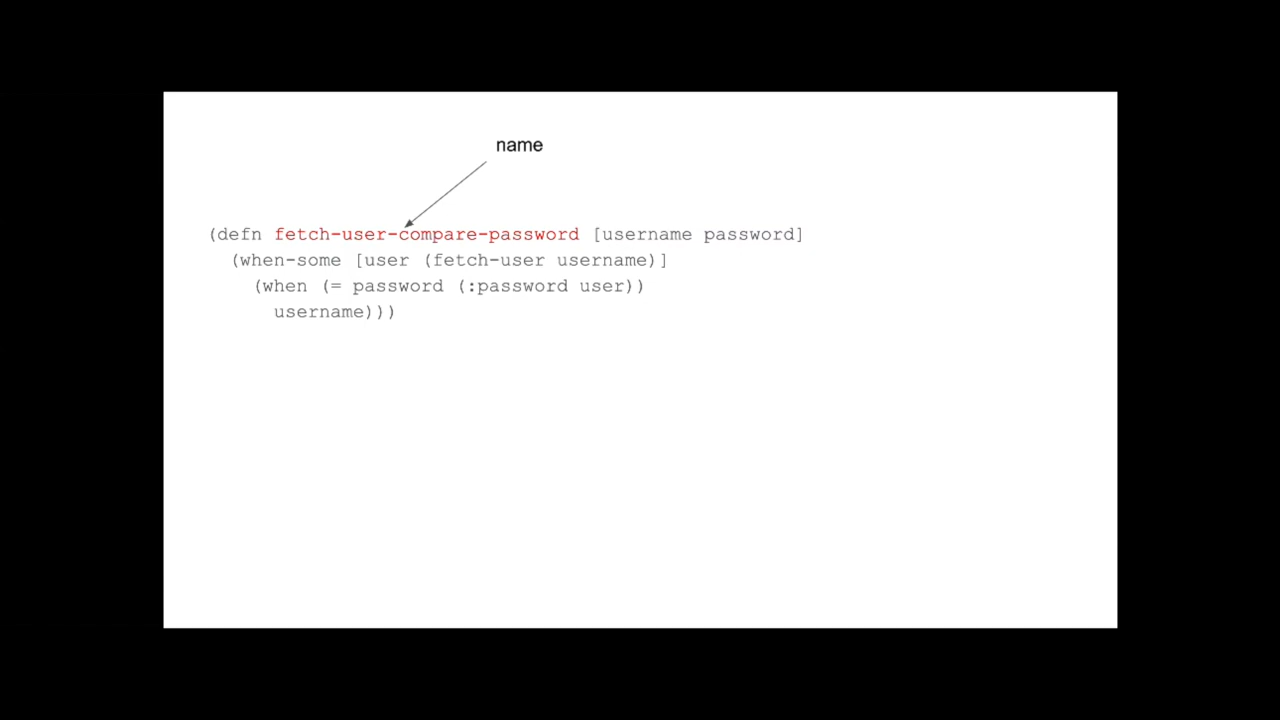 name
(defn fetch-user-compare-password [username password]
(when-some [user (fetch-user username)]
(when (= password (:password user))
username)))